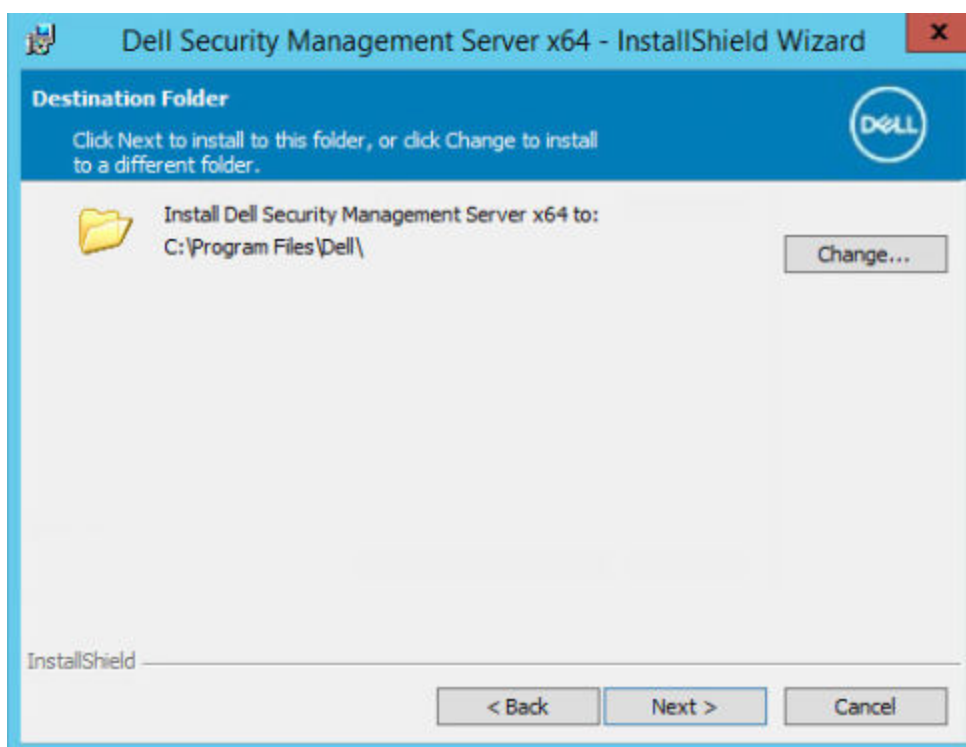 Dell Security Management Server x64 - InstallShield Wizard
x
Destination Folder
Click Next to install to this folder, or click Change to install
to a different folder.
DELL
Install Dell Security Management Server x64 to:
C:\Program Files\Dell\
Change...
InstallShield
< Back
Next >
Cancel